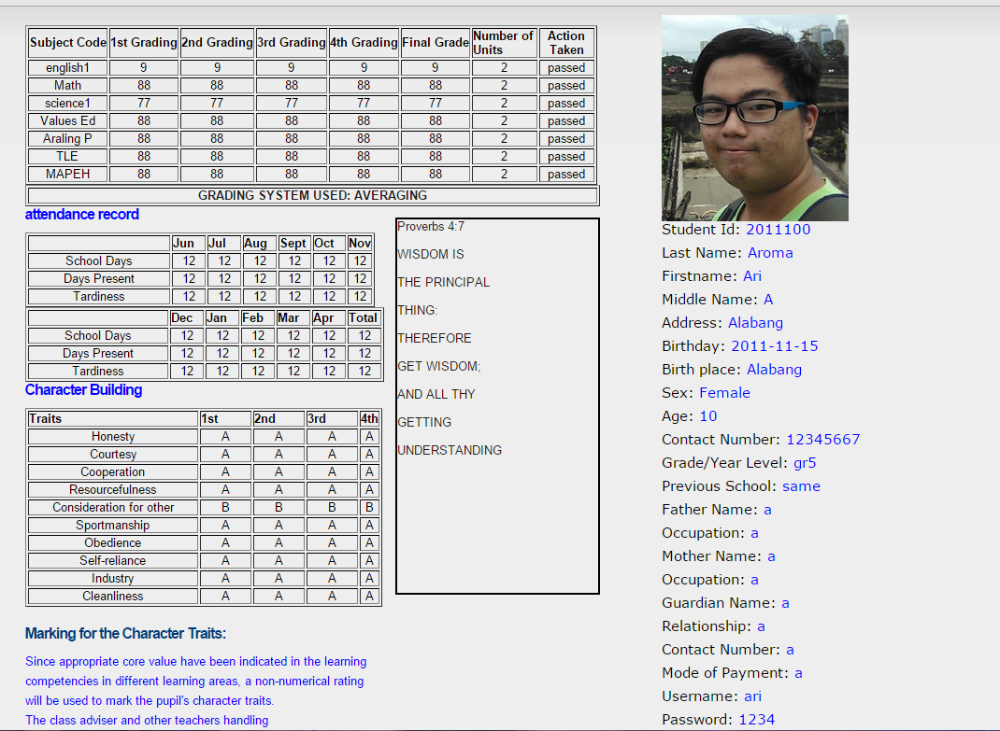 Subject Code 1st Grading 2nd Grading 3rd Grading 4th Grading Final Grade Number of Units Action Taken
english1 9 9 9 9 9 2 passed
Math 88 88 88 88 88 2 passed
science1 77 77 77 77 77 2 passed
Values Ed 88 88 88 88 88 2 passed
Araling P 88 88 88 88 88 2 passed
TLE 88 88 88 88 88 2 passed
MAPEH 88 88 88 88 88 2 passed
GRADING SYSTEM USED: AVERAGING
attendance record
Jun Jul Aug Sept Oct Nov
School Days 12 12 12 12 12 12
Days Present 12 12 12 12 12 12
Tardiness 12 12 12 12 12 12
Dec Jan Feb Mar Apr Total
School Days 12 12 12 12 12 12
Days Present 12 12 12 12 12 12
Tardiness 12 12 12 12 12 12
Character Building
Traits 1st 2nd 3rd 4th
Honesty A A A A
Courtesy A A A A
Cooperation A A A A
Resourcefulness A A A A
Consideration for other B B B B
Sportmanship A A A A
Obedience A A A A
Self-reliance A A A A
Industry A A A A
Cleanliness A A A A
Marking for the Character Traits:
Since appropriate core value have been indicated in the learning
competencies in different learning areas, a non-numerical rating
will be used to mark the pupil's character traits.
The class adviser and other teachers handling
Proverbs 4:7
WISDOM IS
THE PRINCIPAL
THING:
THEREFORE
GET WISDOM;
AND ALL THY
GETTING
UNDERSTANDING
Student Id: 2011100
Last Name: Aroma
Firstname: Ari
Middle Name: A
Address: Alabang
Birthday: 2011-11-15
Birth place: Alabang
Sex: Female
Age: 10
Contact Number: 12345667
Grade/Year Level: gr5
Previous School: same
Father Name: a
Occupation: a
Mother Name: a
Occupation: a
Guardian Name: a
Relationship: a
Contact Number: a
Mode of Payment: a
Username: ari
Password: 1234